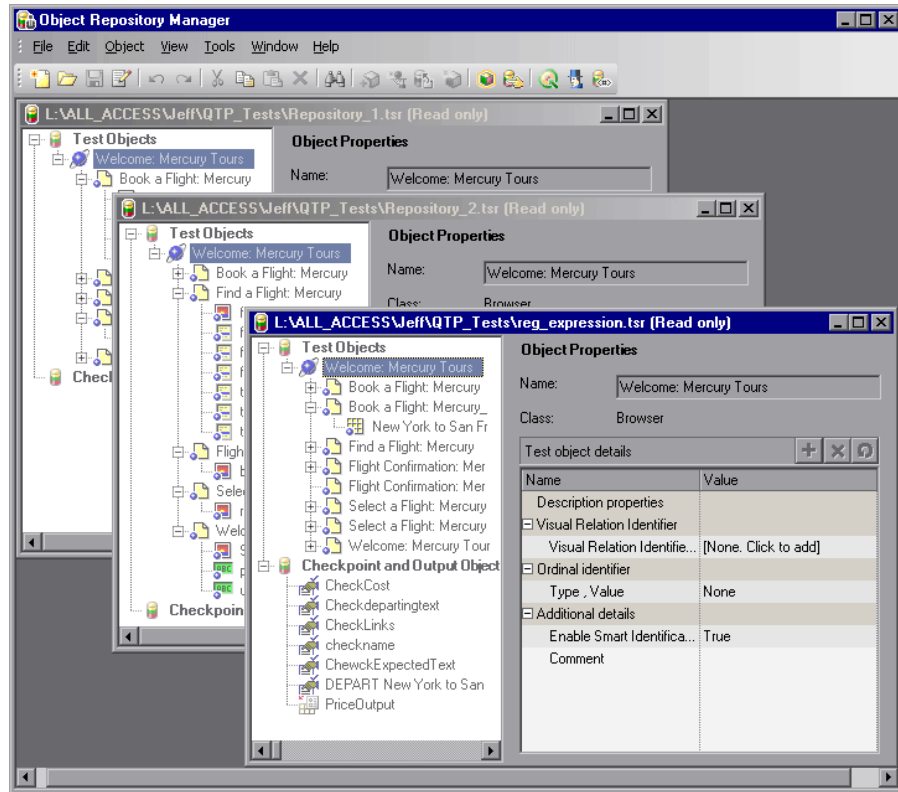 Object Repository Manager
File Edit Object View Tools Window Help
L:\ALL_ACCESS\Jeff\QTP_Tests\Repository_1.tsr (Read only)
Test Objects
Welcome: Mercury Tours
Book a Flight: Mercury
Object Properties
Name: Welcome: Mercury Tours
L:\ALL_ACCESS\Jeff\QTP_Tests\Repository_2.tsr (Read only)
Test Objects
Welcome: Mercury Tours
Book a Flight: Mercury
Find a Flight: Mercury
Object Properties
Name: Welcome: Mercury Tours
Class: Browser
Fligh
Sele
Welc
Checkpoin
L:\ALL_ACCESS\Jeff\QTP_Tests\reg_expression.tsr (Read only)
Test Objects
Welcome: Mercury Tours
Book a Flight: Mercury
Book a Flight: Mercury_
New York to San Fr
Find a Flight: Mercury
Flight Confirmation: Mer
Flight Confirmation: Mer
Select a Flight: Mercury
Select a Flight: Mercury
Welcome: Mercury Tour
Checkpoint and Output Object
CheckCost
Checkdepartingtext
CheckLinks
checkname
ChewckExpectedText
DEPART New York to San
PriceOutput
Object Properties
Name: Welcome: Mercury Tours
Class: Browser
Test object details
Name Value
Description properties
Visual Relation Identifier
Visual Relation Identifie... [None. Click to add]
Ordinal identifier
Type , Value None
Additional details
Enable Smart Identifica... True
Comment